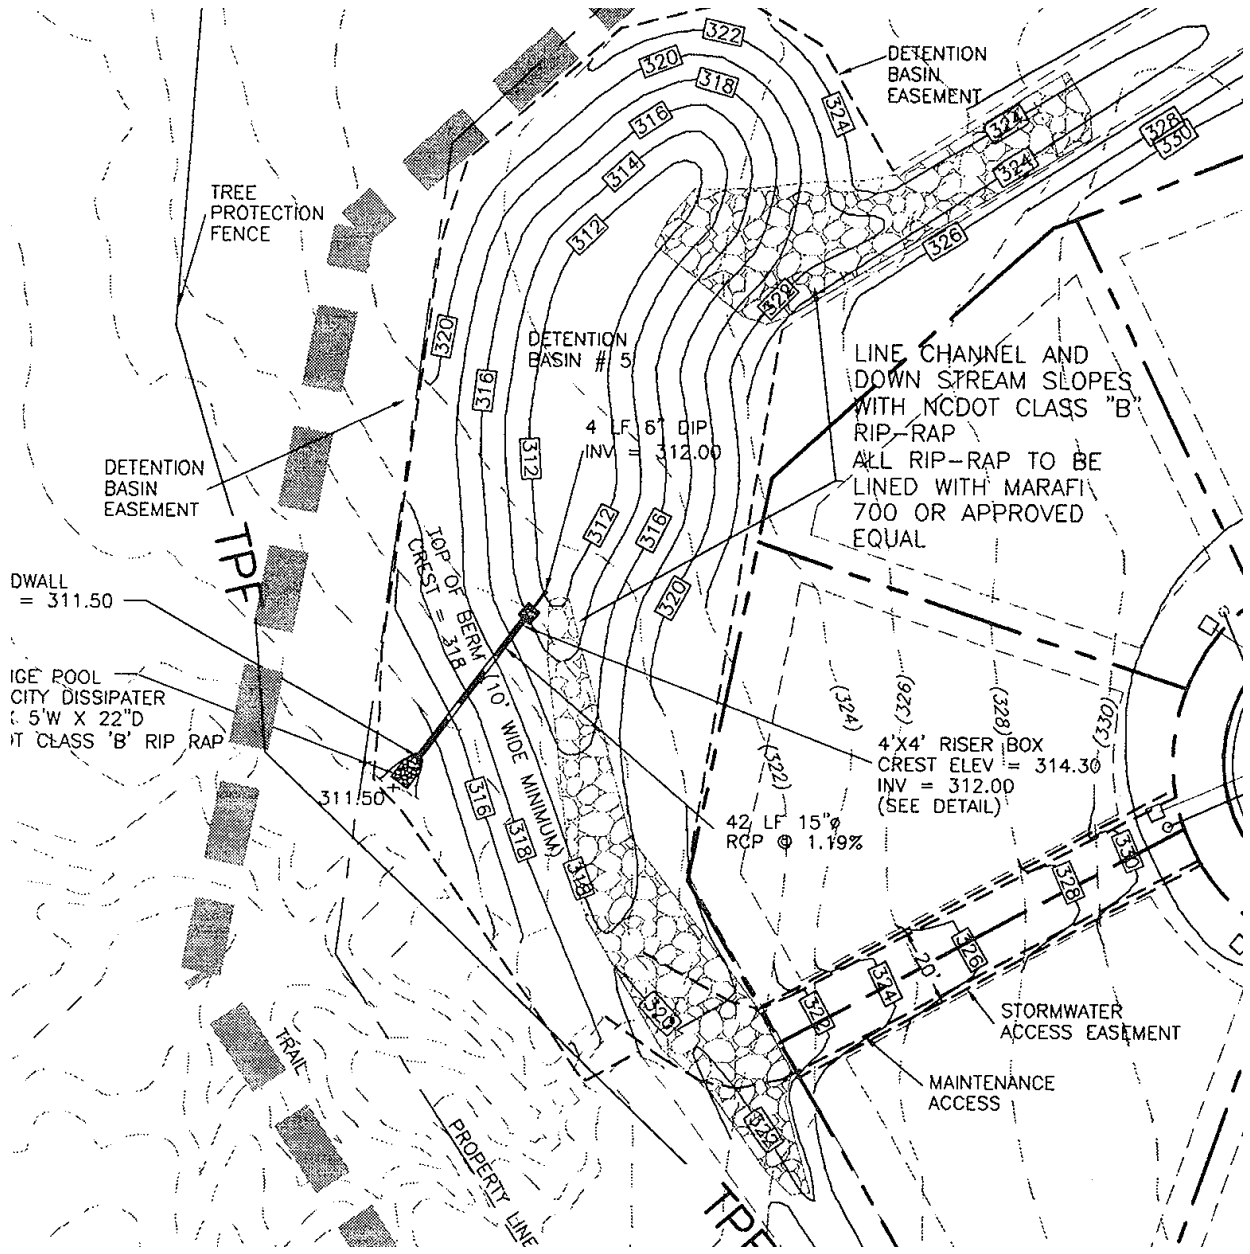 322
320
318
316
314
312
324
DETENTION
BASIN
EASEMENT
324
324
328
330
326
322
TREE
PROTECTION
FENCE
320
316
312
DETENTION
BASIN # 5
4 LF 6" DIP
INV = 312.00
312
316
320
LINE CHANNEL AND
DOWN STREAM SLOPES
WITH NCDOT CLASS "B"
RIP-RAP
ALL RIP-RAP TO BE
LINED WITH MARAFI
700 OR APPROVED
EQUAL
DETENTION
BASIN
EASEMENT
TPF
DWALL
= 311.50
TOP OF BERM (10' WIDE MINIMUM)
CREST = 318
IGE POOL
CITY DISSIPATER
5'W X 22"D
T CLASS 'B' RIP RAP
311.50
(322)
(324)
(326)
(328)
(330)
4'X4' RISER BOX
CREST ELEV = 314.30
INV = 312.00
(SEE DETAIL)
42 LF 15"ø
RCP @ 1.19%
316
318
318
320
322
322
324
326
328
330
20'
STORMWATER
ACCESS EASEMENT
MAINTENANCE
ACCESS
TRAIL
PROPERTY LINE
TPF